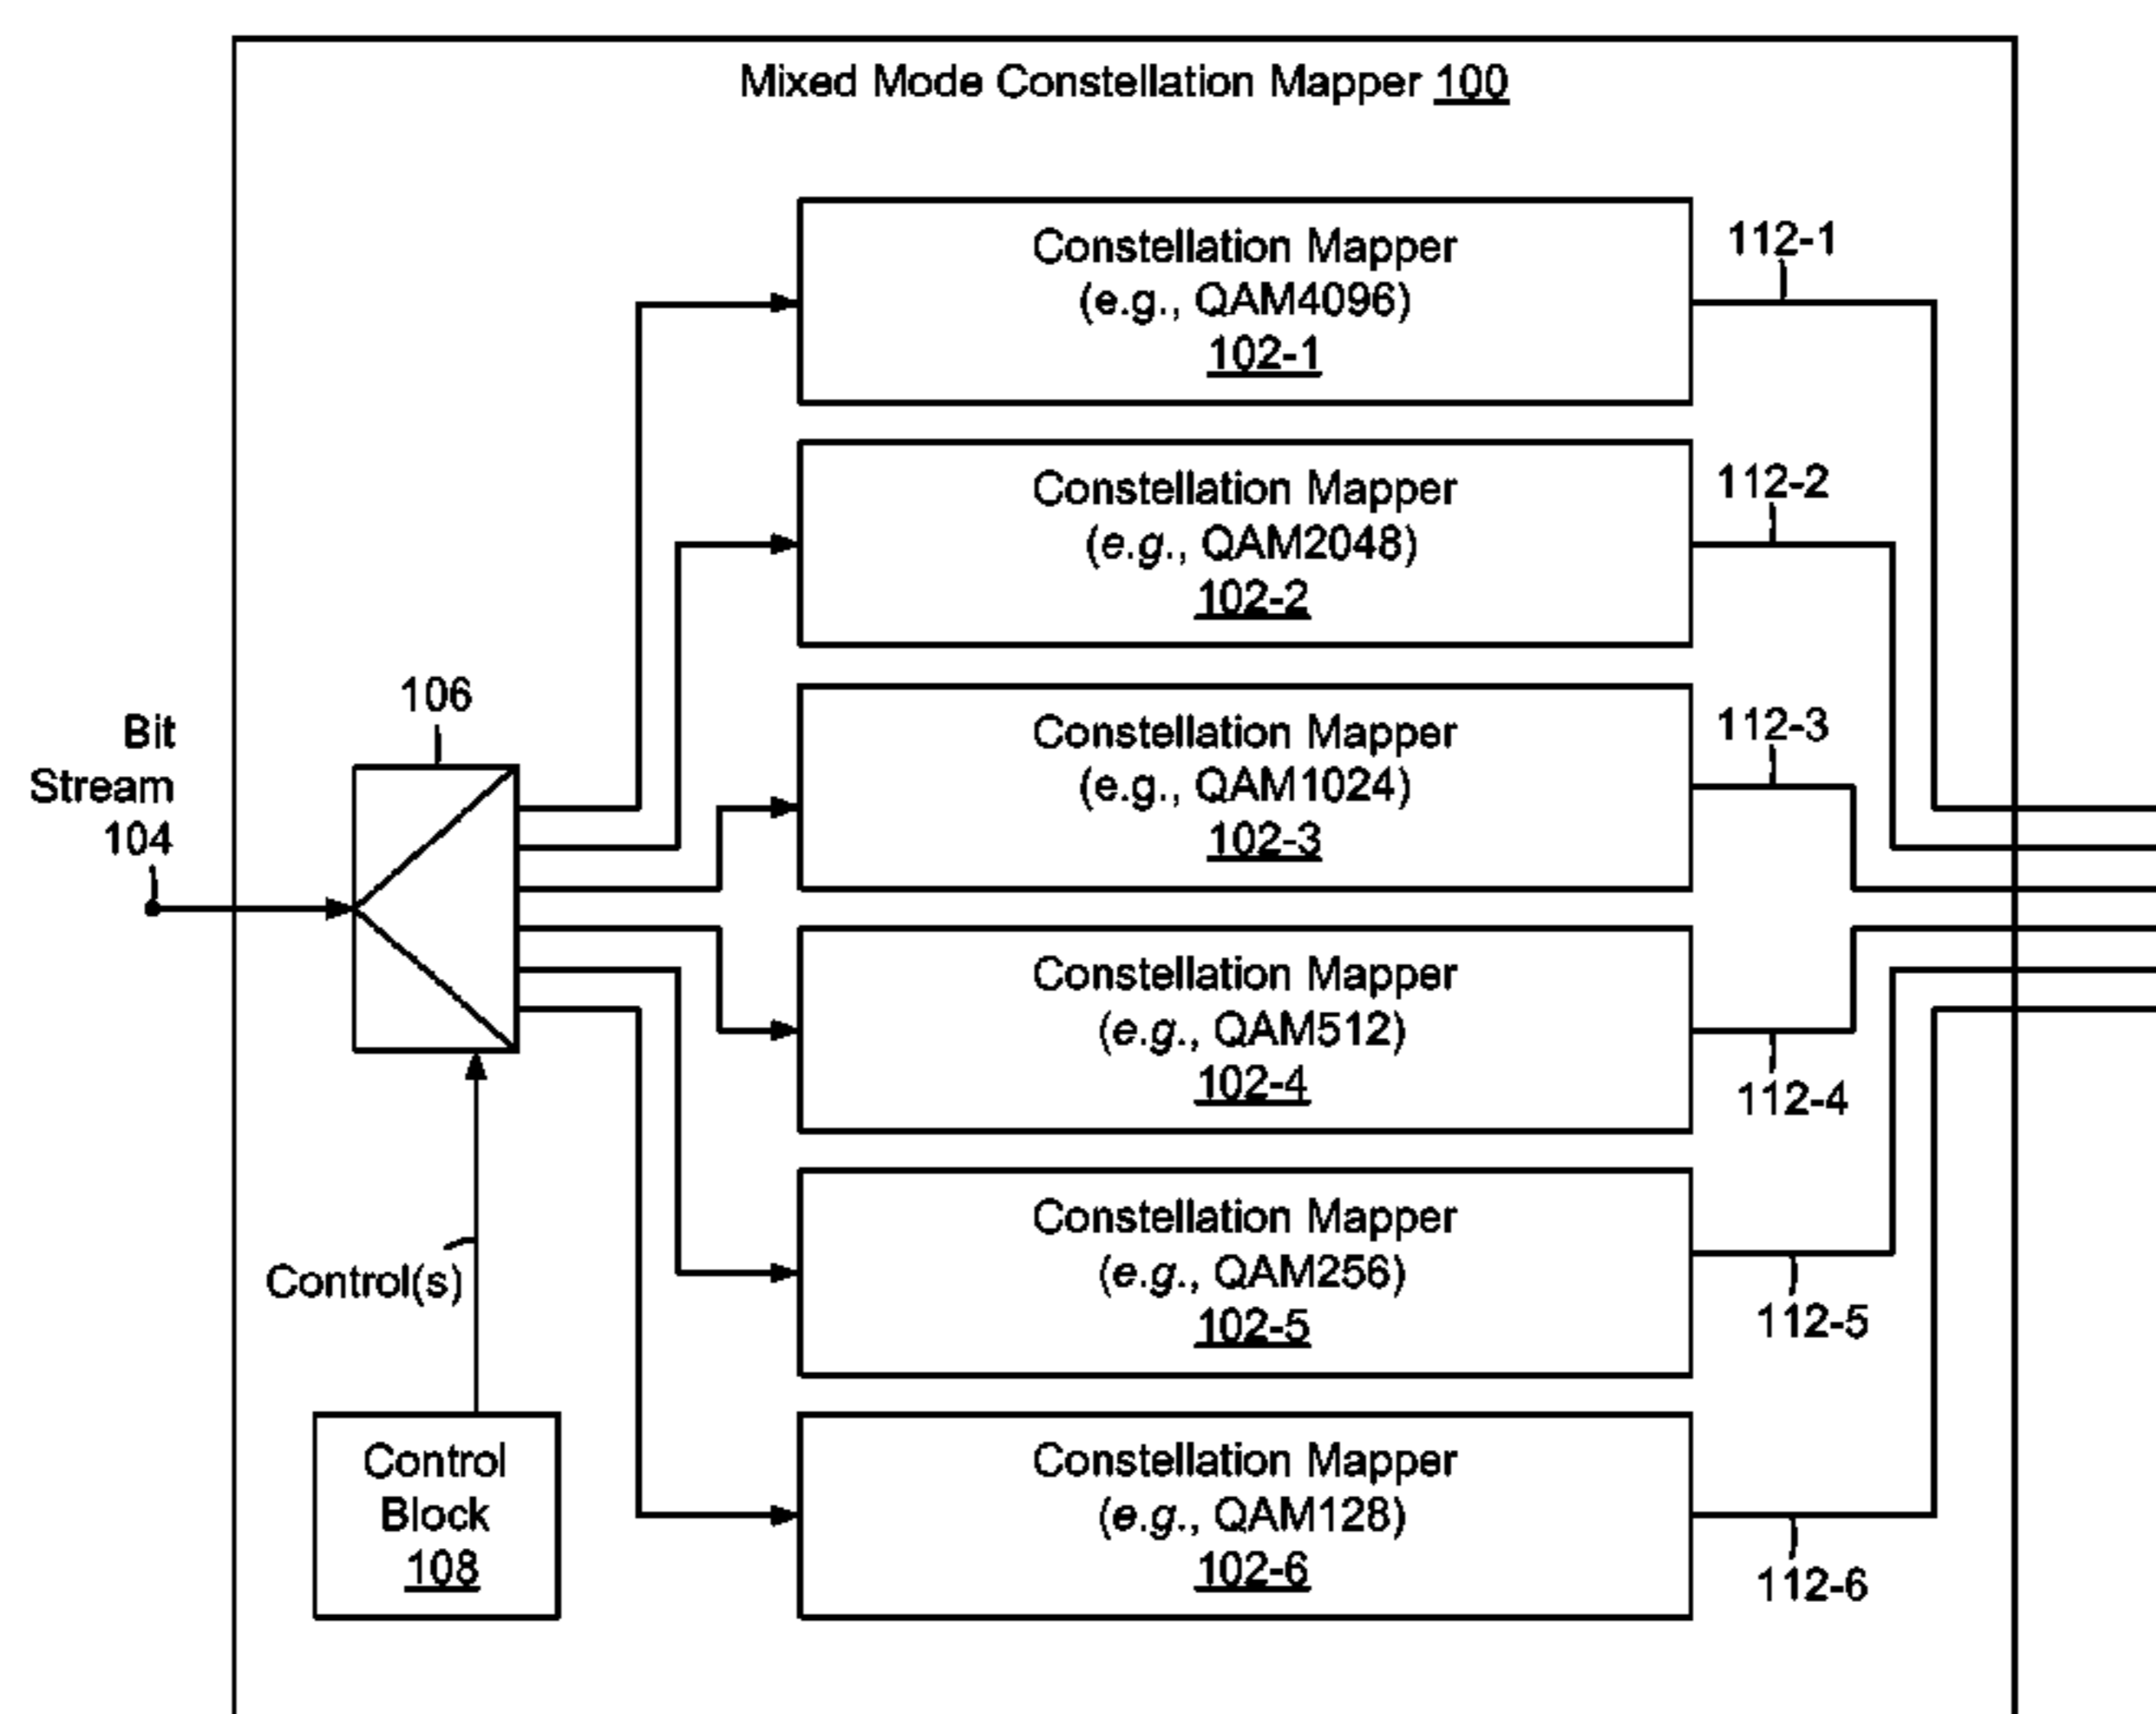 Mixed Mode Constellation Mapper 100
Constellation Mapper
(e.g., QAM4096)
102-1
112-1
Constellation Mapper
(e.g., QAM2048)
102-2
112-2
Constellation Mapper
(e.g., QAM1024)
102-3
112-3
106
Bit
Stream
104
Constellation Mapper
(e.g., QAM512)
102-4
112-4
Constellation Mapper
(e.g., QAM256)
102-5
112-5
Control(s)
Control
Block
108
Constellation Mapper
(e.g., QAM128)
102-6
112-6